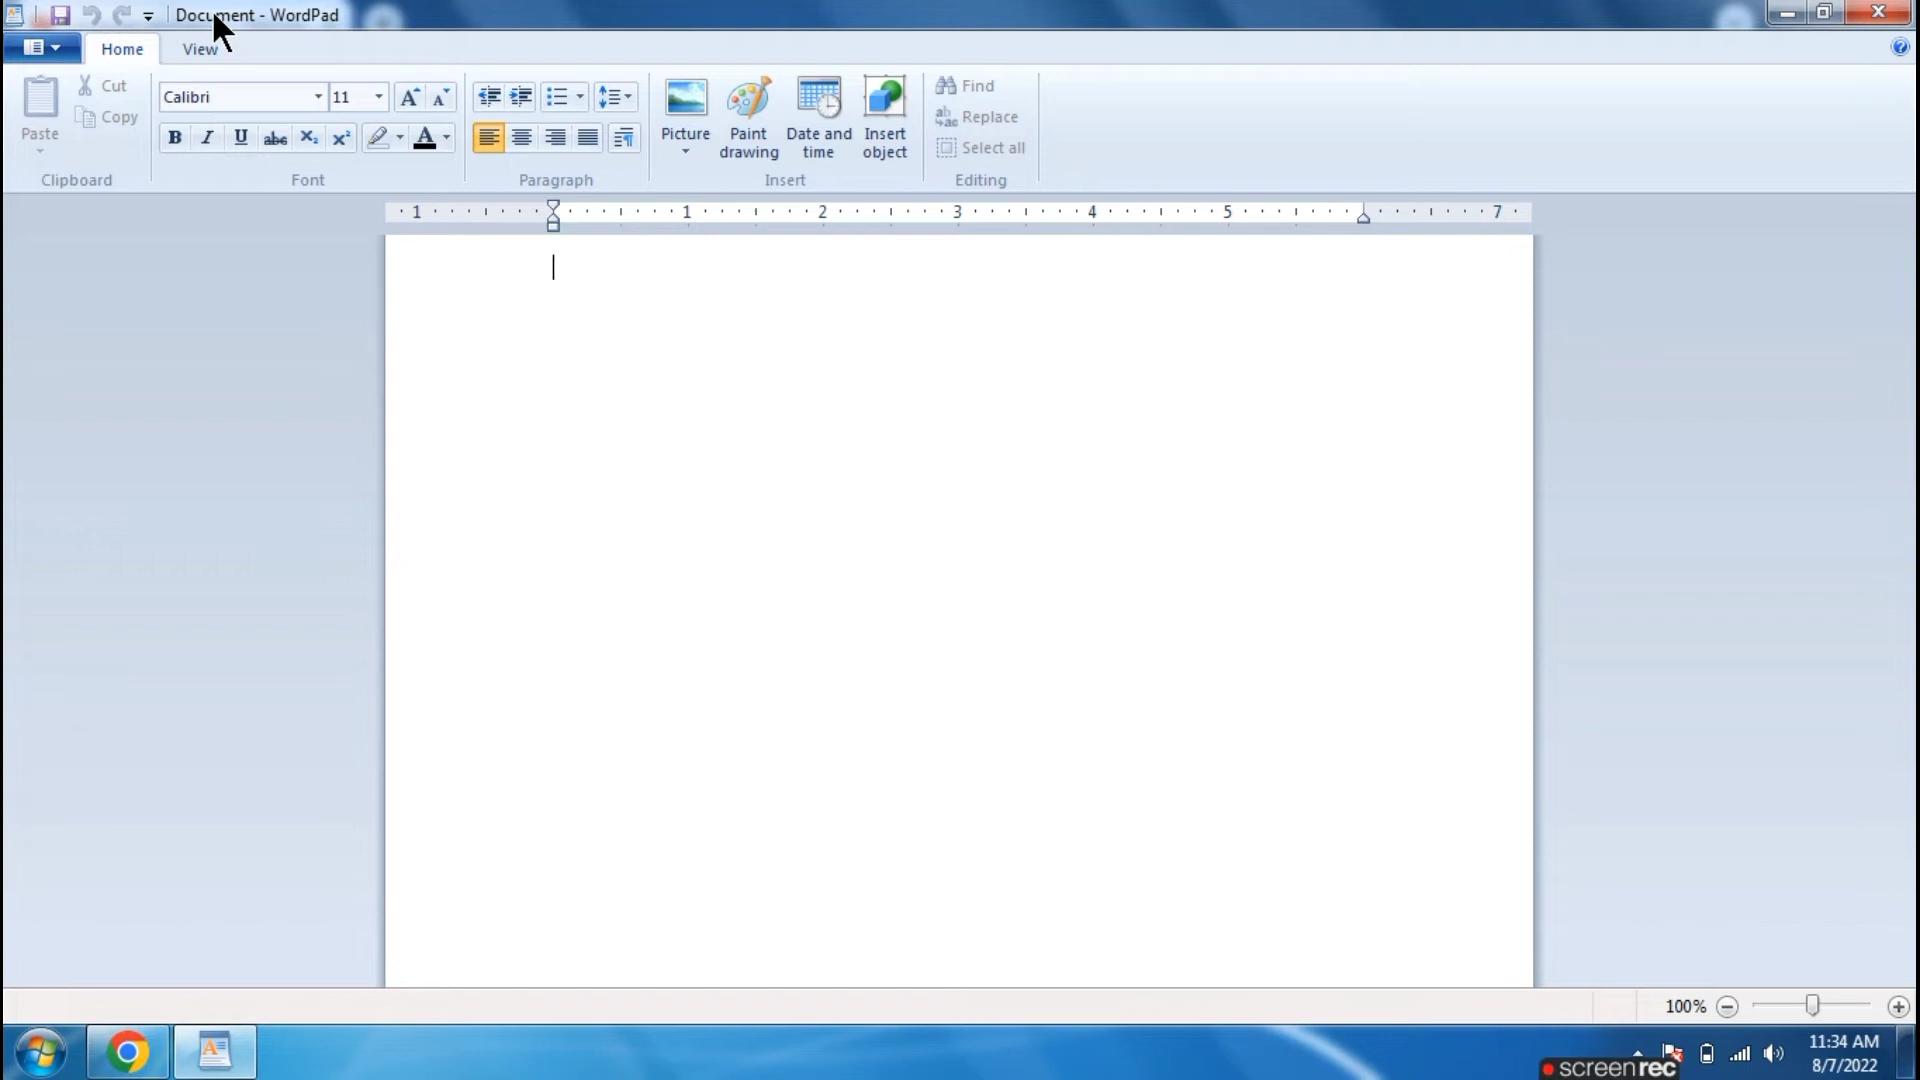 Document - WordPad
Home View
Paste
Cut
Copy
Clipboard
Calibri 11
A A
B I U abc X₂ X² A
Font
Paragraph
Picture
Paint drawing
Date and time
Insert object
Insert
Find
Replace
Select all
Editing
1 1 2 3 4 5 7
100%
11:34 AM
8/7/2022
screenrec